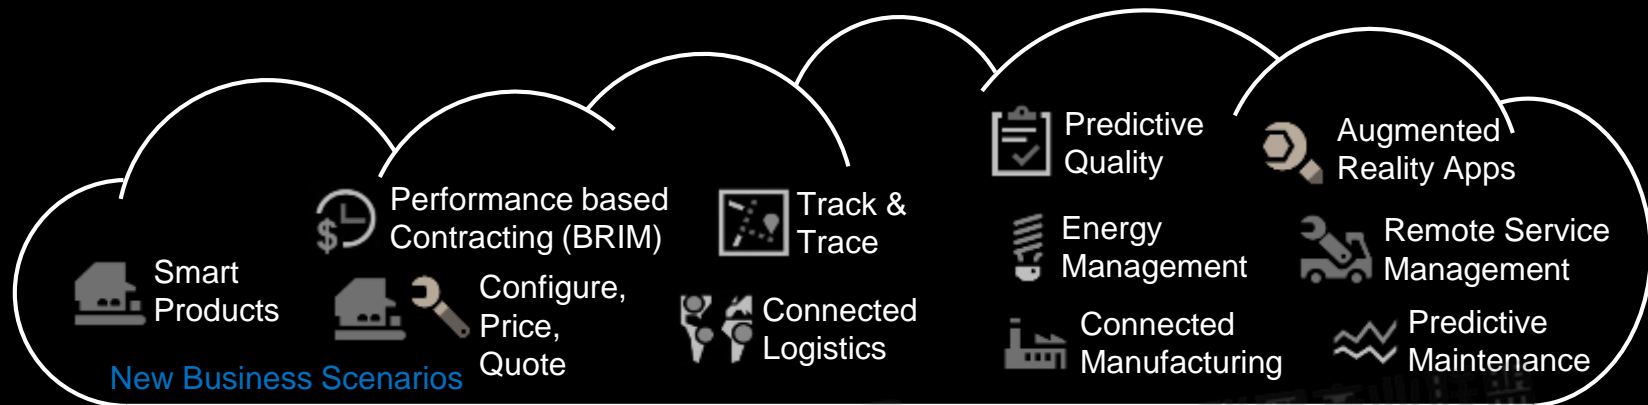 Smart
Products
Performance based
Contracting (BRIM)
$
Configure,
Price,
Quote
New Business Scenarios
Track &
Trace
Connected
Logistics
Predictive
Quality
Energy
Management
Connected
Manufacturing
Augmented
Reality Apps
Remote Service
Management
Predictive
Maintenance